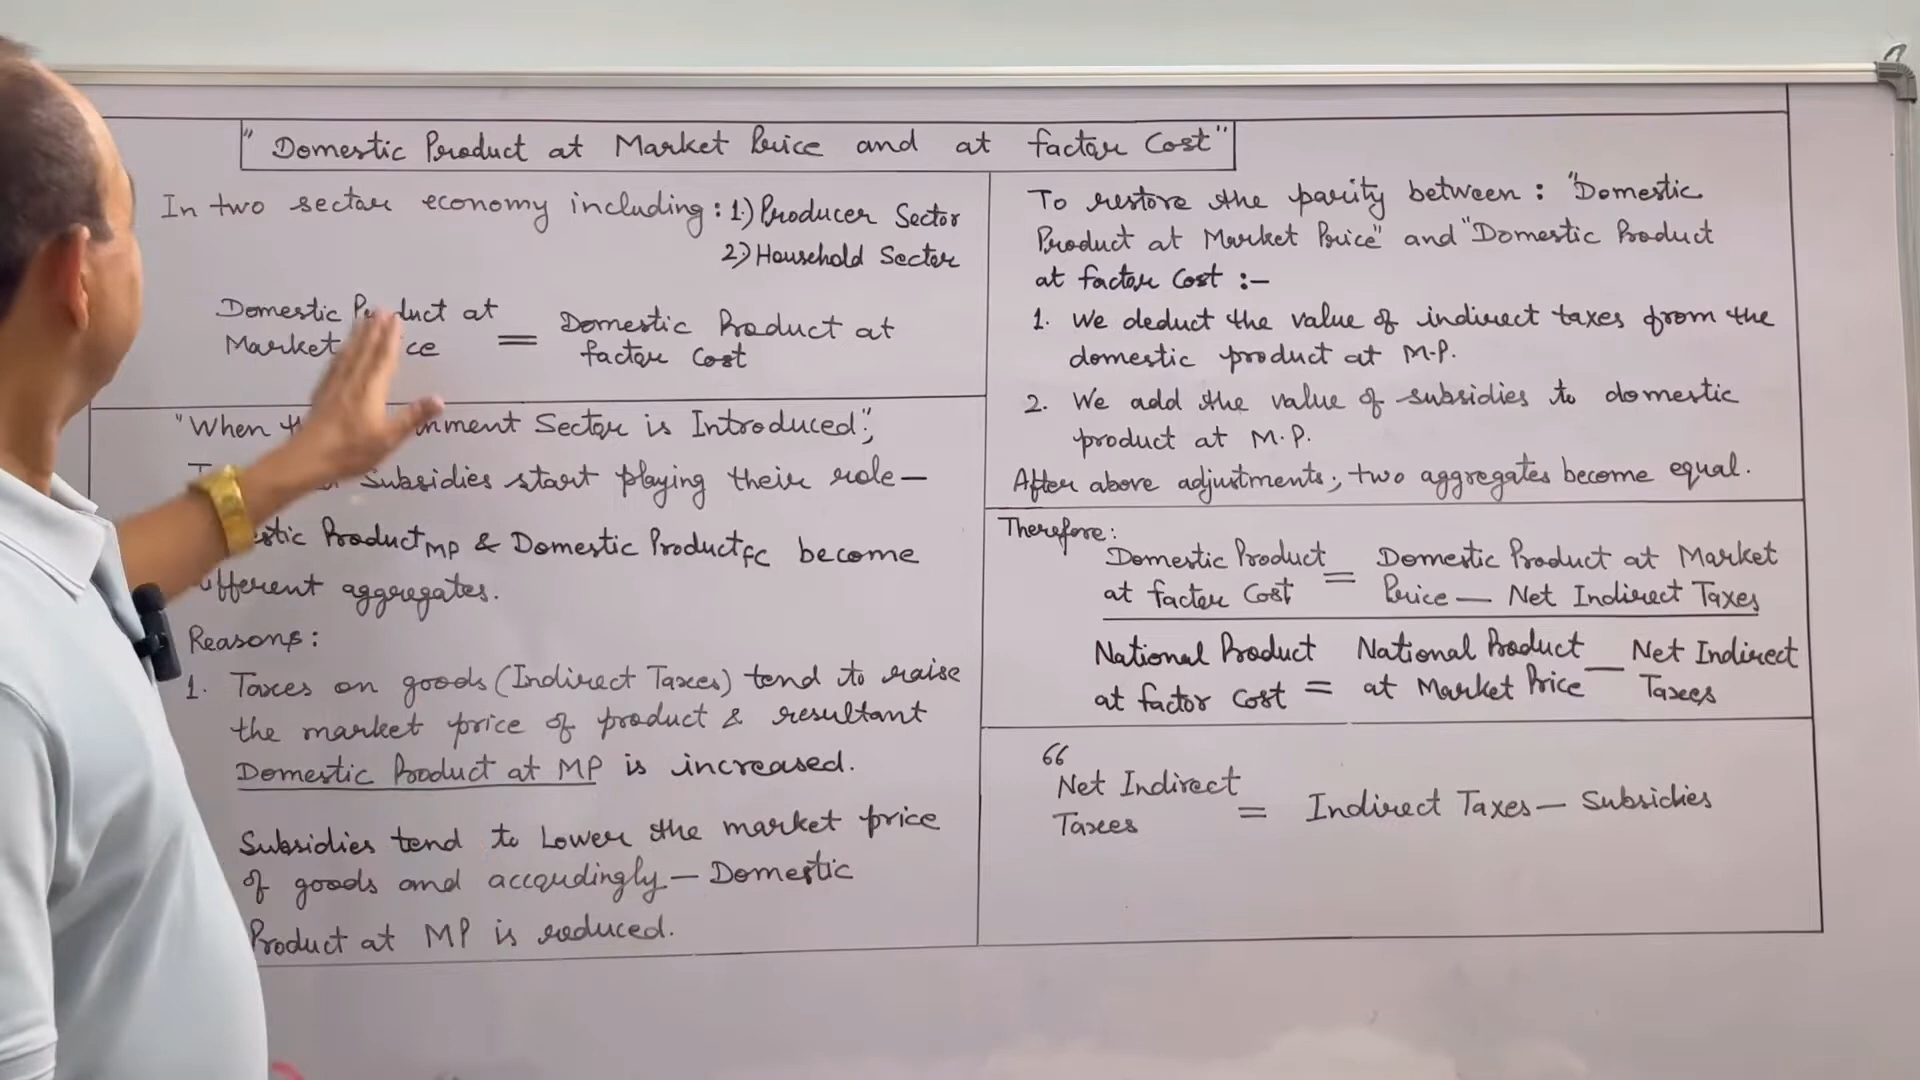 "Domestic Product at Market Price and at factor Cost"
In two sector economy including: 1.) Producer Sector
2.) Household Sector
Domestic Product at
Market = Domestic Product at
factor Cost
"When Sector is Introduced";
Subsidies start playing their role—
Product MP & Domestic Product FC become
different aggregates.
Reasons:
1. Taxes on goods (Indirect Taxes) tend to raise
the market price of product & resultant
Domestic Product at MP is increased.
Subsidies tend to Lower the market price
of goods and accordingly — Domestic
Product at MP is reduced.
To restore the parity between: "Domestic
Product at Market Price" and "Domestic Product
at factor Cost :-
1. We deduct the value of indirect taxes from the
domestic product at M.P.
2. We add the value of subsidies to domestic
product at M.P.
After above adjustments; two aggregates become equal.
Therefore:
Domestic Product = Domestic Product at Market
at factor Cost Price — Net Indirect Taxes
National Product National Product — Net Indirect
at factor Cost = at Market Price Taxes
66
Net Indirect
Taxes = Indirect Taxes — Subsidies